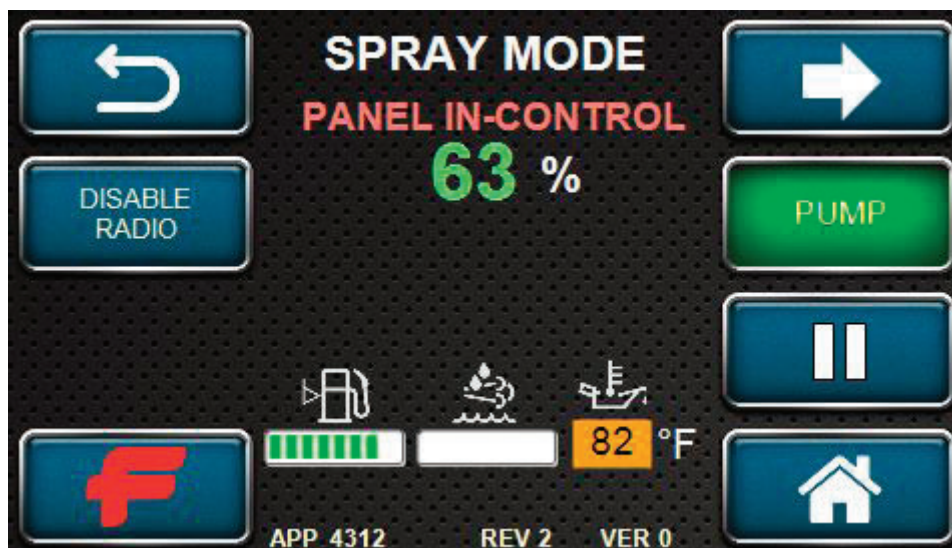 SPRAY MODE
PANEL IN-CONTROL
63 %
DISABLE
RADIO
PUMP
82 °F
APP 4312 REV 2 VER 0